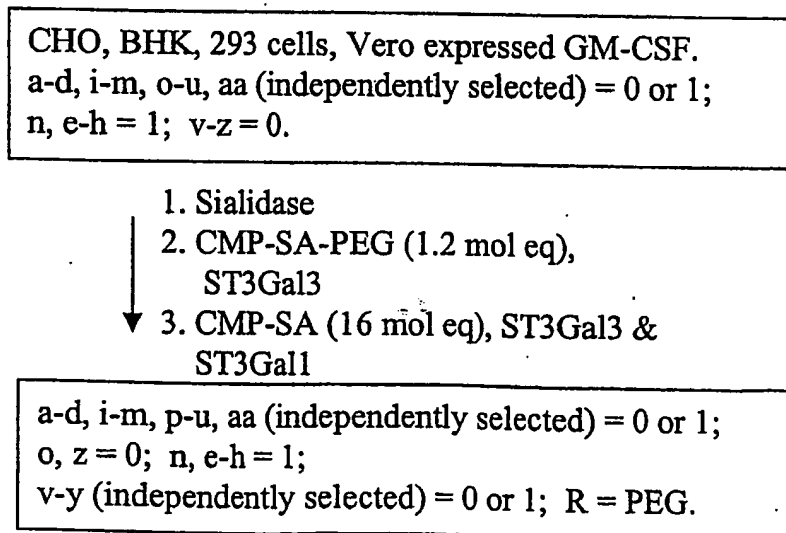 CHO, BHK, 293 cells, Vero expressed GM-CSF.
a-d, i-m, o-u, aa (independently selected) = 0 or 1;
n, e-h = 1; v-z = 0.
1. Sialidase
2. CMP-SA-PEG (1.2 mol eq),
ST3Gal3
3. CMP-SA (16 mol eq), ST3Gal3 &
ST3Gal1
a-d, i-m, p-u, aa (independently selected) = 0 or 1;
o, z = 0; n, e-h = 1;
v-y (independently selected) = 0 or 1; R = PEG.